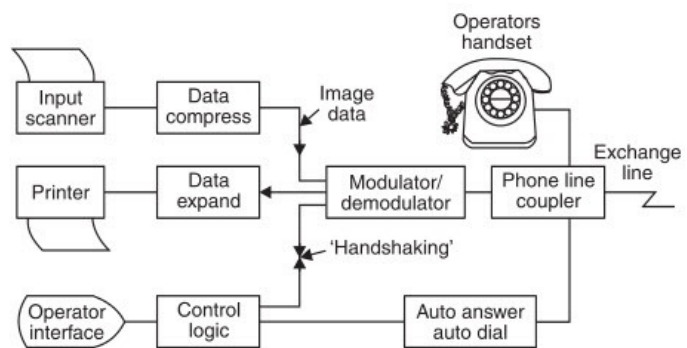 Operators
handset
Input
scanner
Data
compress
Image
data
Exchange
line
Printer
Data
expand
Modulator/
demodulator
Phone line
coupler
'Handshaking'
Operator
interface
Control
logic
Auto answer
auto dial